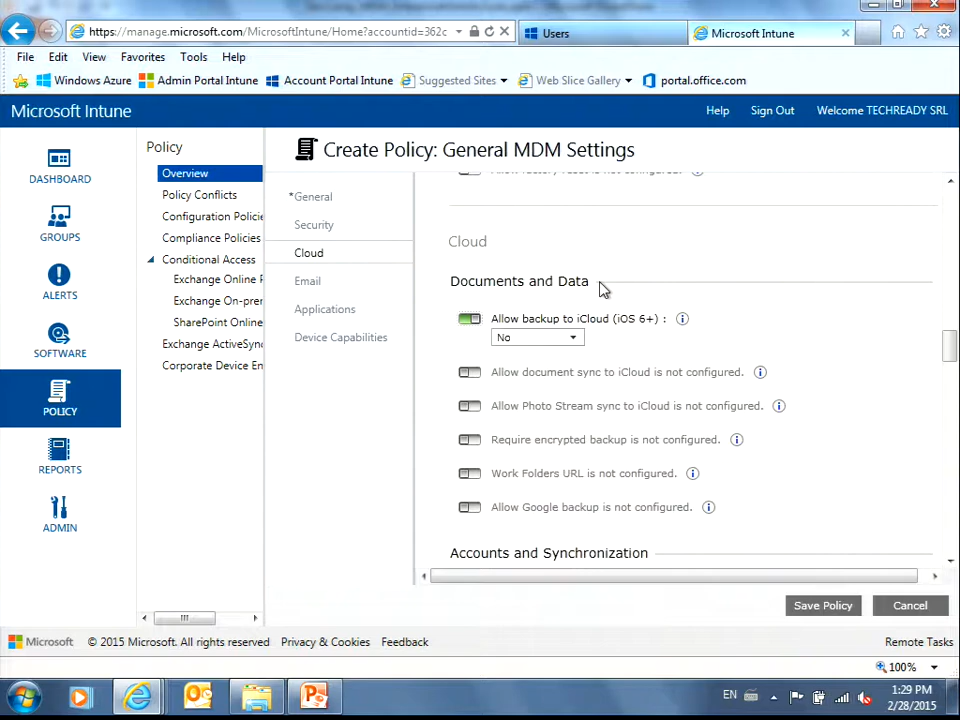 https://manage.microsoft.com/MicrosoftIntune/Home?accountid=362c
Users
Microsoft Intune
File Edit View Favorites Tools Help
Windows Azure Admin Portal Intune Account Portal Intune Suggested Sites Web Slice Gallery portal.office.com
Microsoft Intune
Help Sign Out Welcome TECHREADY SRL
DASHBOARD
GROUPS
ALERTS
SOFTWARE
POLICY
REPORTS
ADMIN
Policy
Overview
Policy Conflicts
Configuration Policie
Compliance Policies
Conditional Access
Exchange Online P
Exchange On-pre
SharePoint Online
Exchange ActiveSync
Corporate Device En
Create Policy: General MDM Settings
*General
Security
Cloud
Email
Applications
Device Capabilities
Allow factory reset is not configured.
Cloud
Documents and Data
Allow backup to iCloud (iOS 6+) :
No
Allow document sync to iCloud is not configured.
Allow Photo Stream sync to iCloud is not configured.
Require encrypted backup is not configured.
Work Folders URL is not configured.
Allow Google backup is not configured.
Accounts and Synchronization
Save Policy Cancel
Microsoft © 2015 Microsoft. All rights reserved Privacy & Cookies Feedback Remote Tasks
100%
EN
1:29 PM
2/28/2015